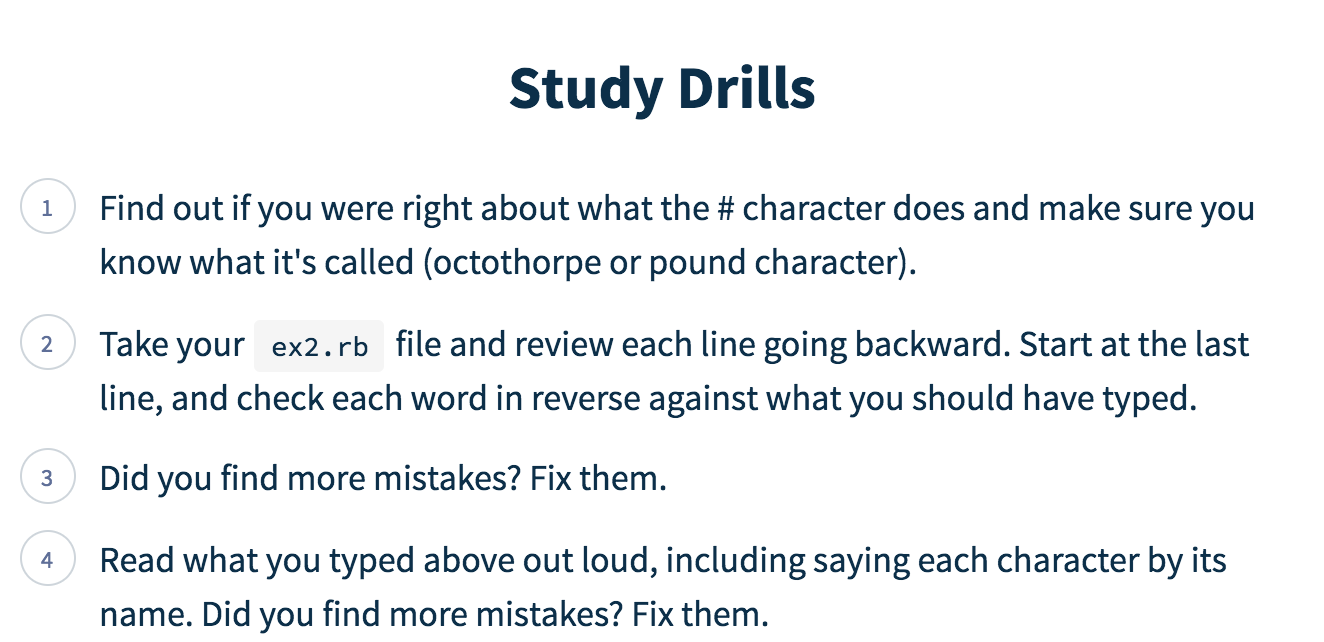 Study Drills
1 Find out if you were right about what the # character does and make sure you
know what it's called (octothorpe or pound character).
2 Take your ex2.rb file and review each line going backward. Start at the last
line, and check each word in reverse against what you should have typed.
3 Did you find more mistakes? Fix them.
4 Read what you typed above out loud, including saying each character by its
name. Did you find more mistakes? Fix them.